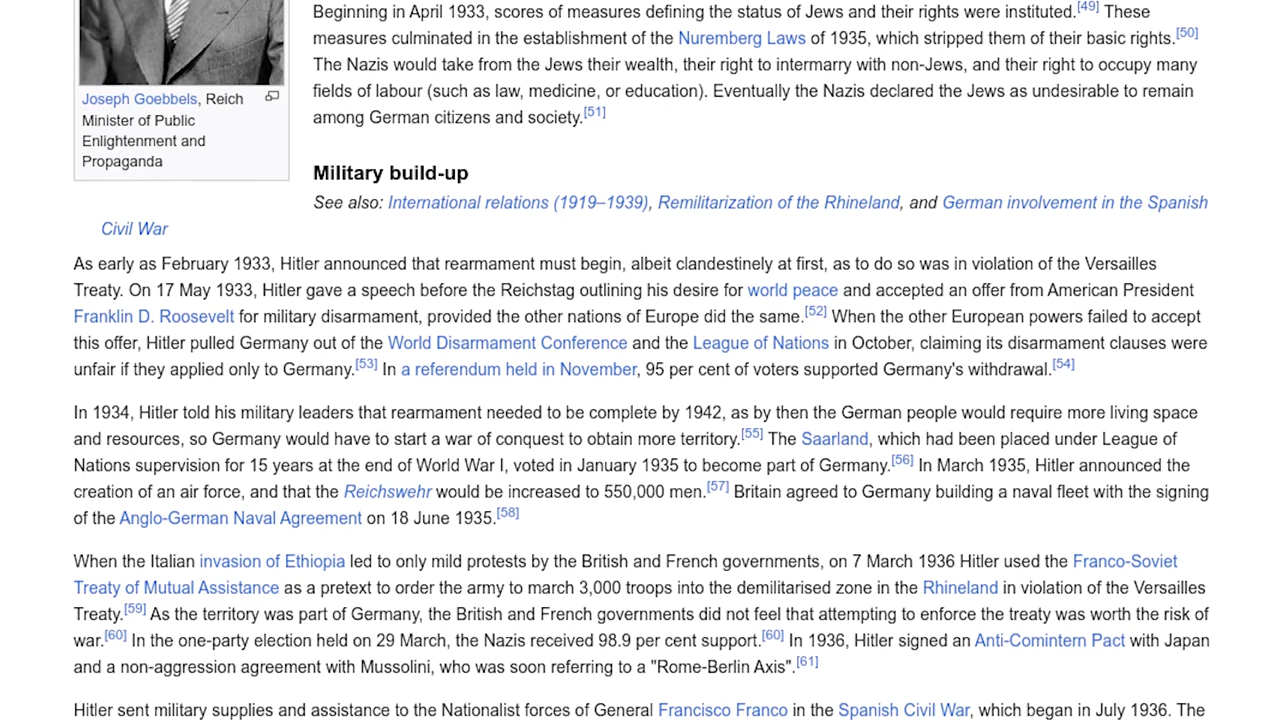 Beginning in April 1933, scores of measures defining the status of Jews and their rights were instituted.[49] These
measures culminated in the establishment of the Nuremberg Laws of 1935, which stripped them of their basic rights.[50]
The Nazis would take from the Jews their wealth, their right to intermarry with non-Jews, and their right to occupy many
fields of labour (such as law, medicine, or education). Eventually the Nazis declared the Jews as undesirable to remain
among German citizens and society.[51]
Joseph Goebbels, Reich
Minister of Public
Enlightenment and
Propaganda
Military build-up
See also: International relations (1919–1939), Remilitarization of the Rhineland, and German involvement in the Spanish
Civil War
As early as February 1933, Hitler announced that rearmament must begin, albeit clandestinely at first, as to do so was in violation of the Versailles
Treaty. On 17 May 1933, Hitler gave a speech before the Reichstag outlining his desire for world peace and accepted an offer from American President
Franklin D. Roosevelt for military disarmament, provided the other nations of Europe did the same.[52] When the other European powers failed to accept
this offer, Hitler pulled Germany out of the World Disarmament Conference and the League of Nations in October, claiming its disarmament clauses were
unfair if they applied only to Germany.[53] In a referendum held in November, 95 per cent of voters supported Germany's withdrawal.[54]
In 1934, Hitler told his military leaders that rearmament needed to be complete by 1942, as by then the German people would require more living space
and resources, so Germany would have to start a war of conquest to obtain more territory.[55] The Saarland, which had been placed under League of
Nations supervision for 15 years at the end of World War I, voted in January 1935 to become part of Germany.[56] In March 1935, Hitler announced the
creation of an air force, and that the Reichswehr would be increased to 550,000 men.[57] Britain agreed to Germany building a naval fleet with the signing
of the Anglo-German Naval Agreement on 18 June 1935.[58]
When the Italian invasion of Ethiopia led to only mild protests by the British and French governments, on 7 March 1936 Hitler used the Franco-Soviet
Treaty of Mutual Assistance as a pretext to order the army to march 3,000 troops into the demilitarised zone in the Rhineland in violation of the Versailles
Treaty.[59] As the territory was part of Germany, the British and French governments did not feel that attempting to enforce the treaty was worth the risk of
war.[60] In the one-party election held on 29 March, the Nazis received 98.9 per cent support.[60] In 1936, Hitler signed an Anti-Comintern Pact with Japan
and a non-aggression agreement with Mussolini, who was soon referring to a "Rome-Berlin Axis".[61]
Hitler sent military supplies and assistance to the Nationalist forces of General Francisco Franco in the Spanish Civil War, which began in July 1936. The